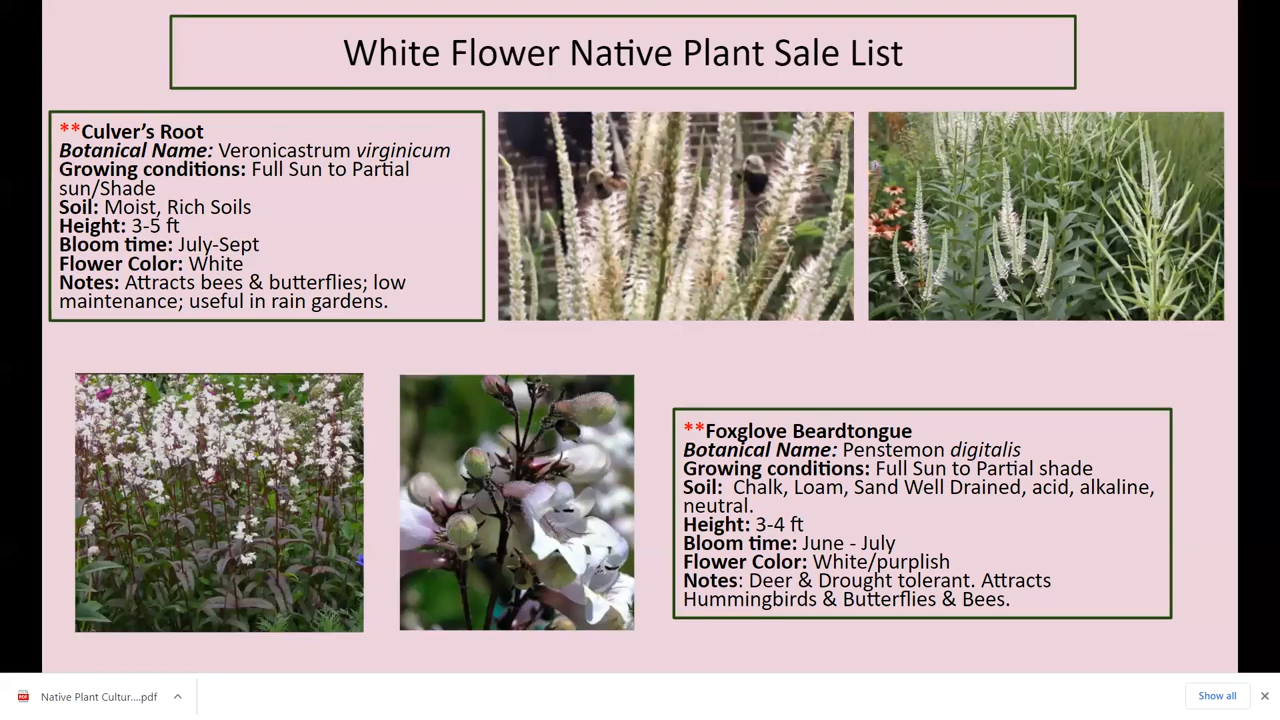 White Flower Native Plant Sale List
**Culver’s Root
Botanical Name: Veronicastrum virginicum
Growing conditions: Full Sun to Partial
sun/Shade
Soil: Moist, Rich Soils
Height: 3-5 ft
Bloom time: July-Sept
Flower Color: White
Notes: Attracts bees & butterflies; low
maintenance; useful in rain gardens.
**Foxglove Beardtongue
Botanical Name: Penstemon digitalis
Growing conditions: Full Sun to Partial shade
Soil:  Chalk, Loam, Sand Well Drained, acid, alkaline,
neutral.
Height: 3-4 ft
Bloom time: June - July
Flower Color: White/purplish
Notes: Deer & Drought tolerant. Attracts
Hummingbirds & Butterflies & Bees.
PDF
Native Plant Cultur....pdf
Show all